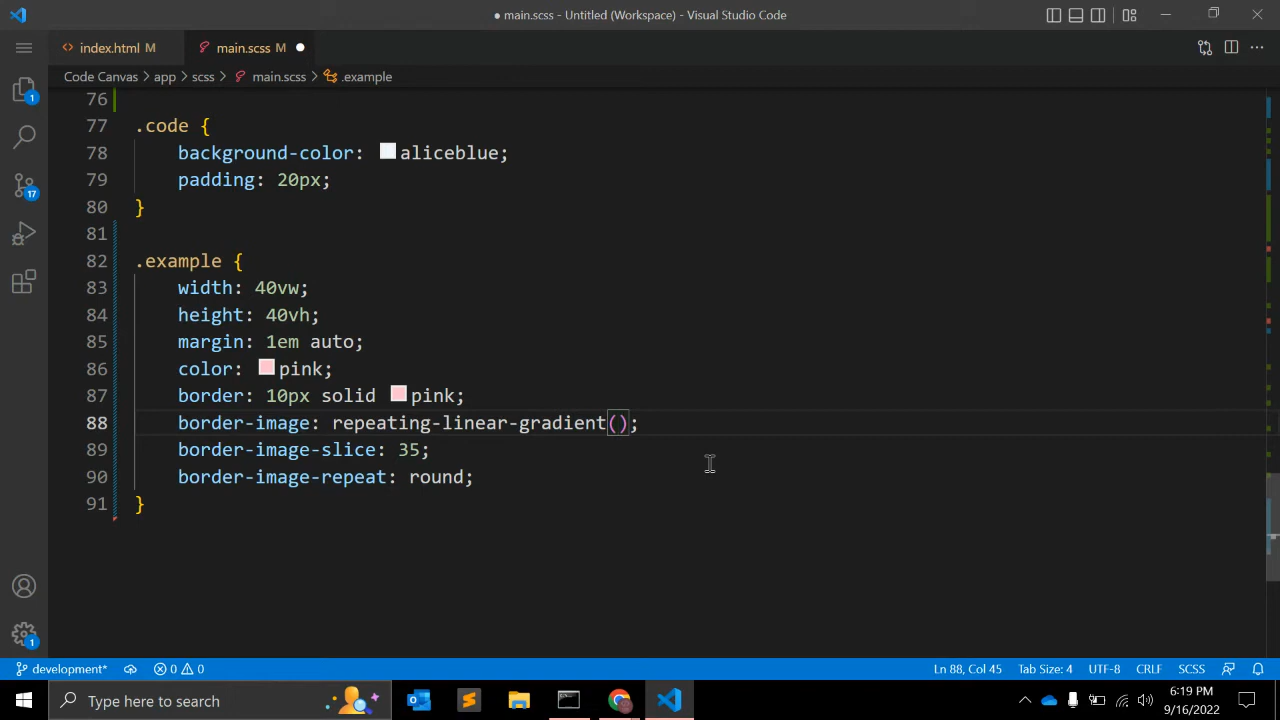 ● main.scss - Untitled (Workspace) - Visual Studio Code
<> index.html M
main.scss M ●
Code Canvas > app > scss > main.scss > .example
76
77 .code {
78 background-color: aliceblue;
79 padding: 20px;
80 }
81
82 .example {
83 width: 40vw;
84 height: 40vh;
85 margin: 1em auto;
86 color: pink;
87 border: 10px solid pink;
88 border-image: repeating-linear-gradient();
89 border-image-slice: 35;
90 border-image-repeat: round;
91 }
1
17
1
development* 0 0 Ln 88, Col 45 Tab Size: 4 UTF-8 CRLF SCSS
Type here to search
6:19 PM
9/16/2022